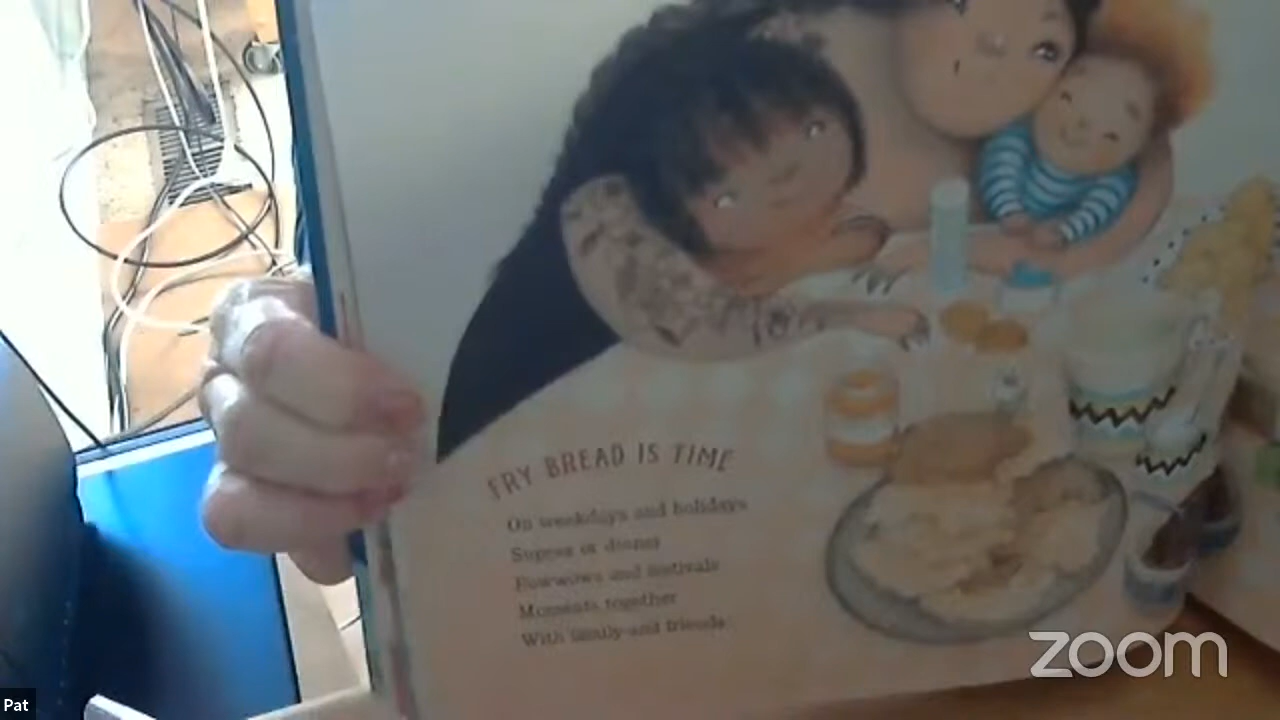 FRY BREAD IS TIME
On weekdays and holidays
Supper or dinner
Powwows and festivals
Moments together
With family and friends
zoom
Pat